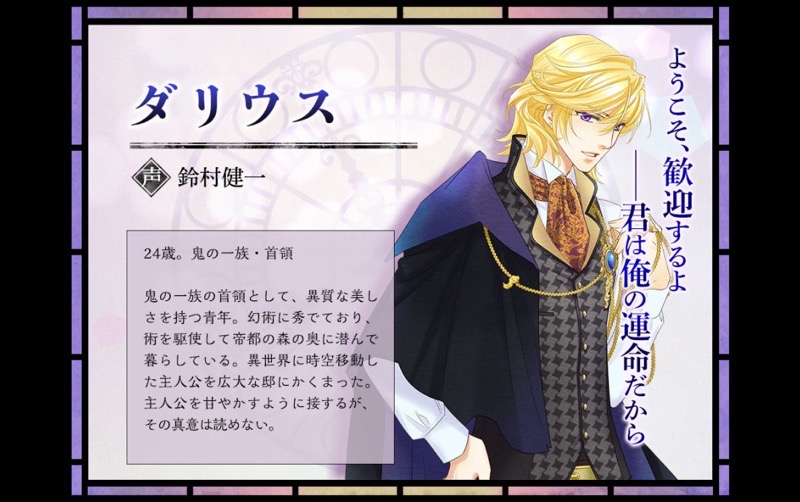 ダリウス
声 鈴村健一
24歳。鬼の一族・首領
鬼の一族の首領として、異質な美し
さを持つ青年。幻術に秀でており、
術を駆使して帝都の森の奥に潜んで
暮らしている。異世界に時空移動し
た主人公を広大な邸にかくまった。
主人公を甘やかすように接するが、
その真意は読めない。
ようこそ、歓迎するよ
――君は俺の運命だから